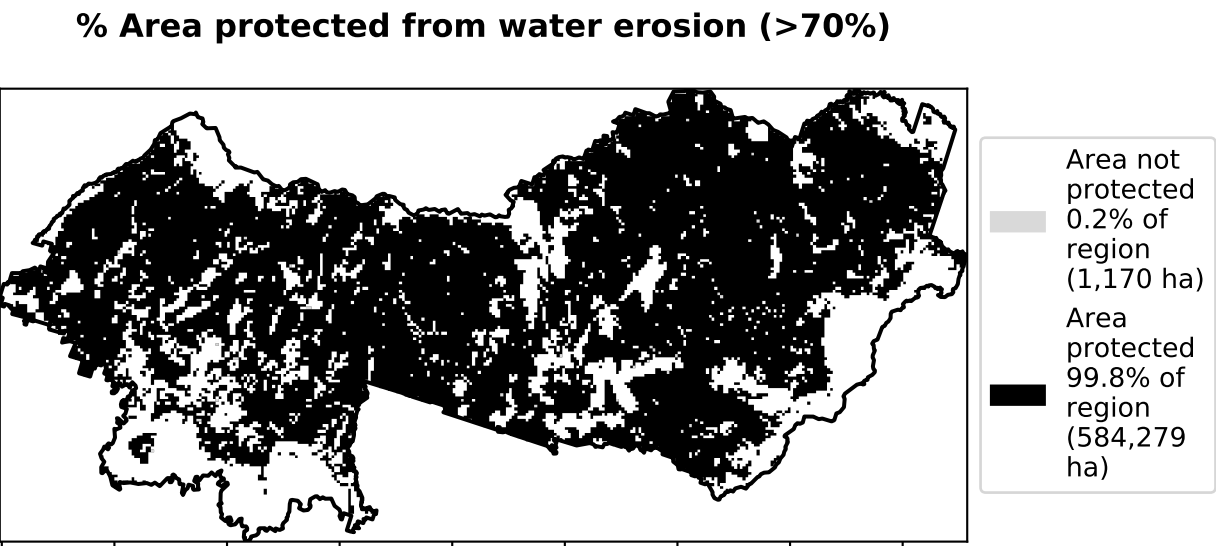 % Area protected from water erosion (>70%)
Area not
protected
0.2% of
region
(1,170 ha)
Area
protected
99.8% of
region
(584,279
ha)